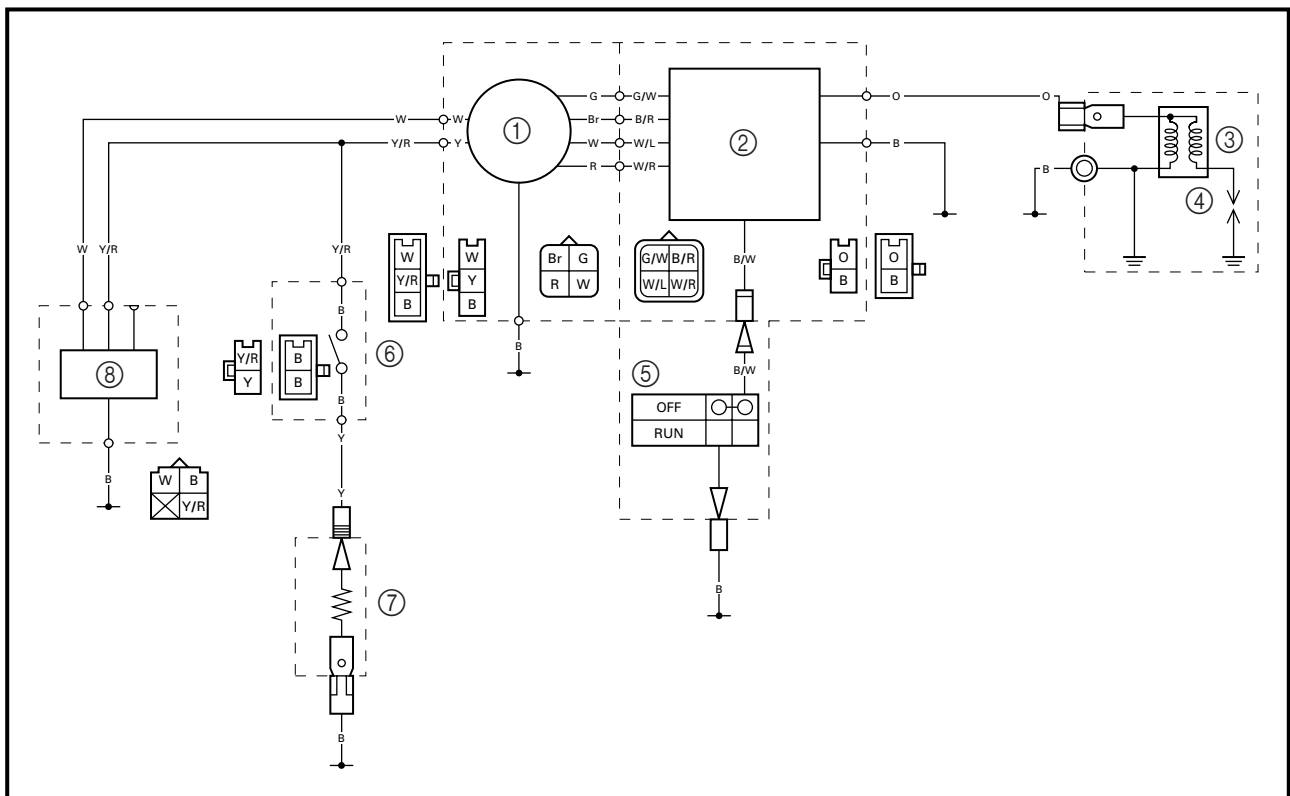 G G/W
O O
W W Br B/R
① ② W W/L ③
Y/R Y B
R W/R B
④
W Y/R Y/R
W W Br G G/W B/R O O
Y/R Y R W W/L W/R B/W B B
B B
B
B
⑥ B/W
⑧ Y/R B ⑤
Y B OFF
B RUN
Y
B
W B Y
Y/R
⑦
B
B